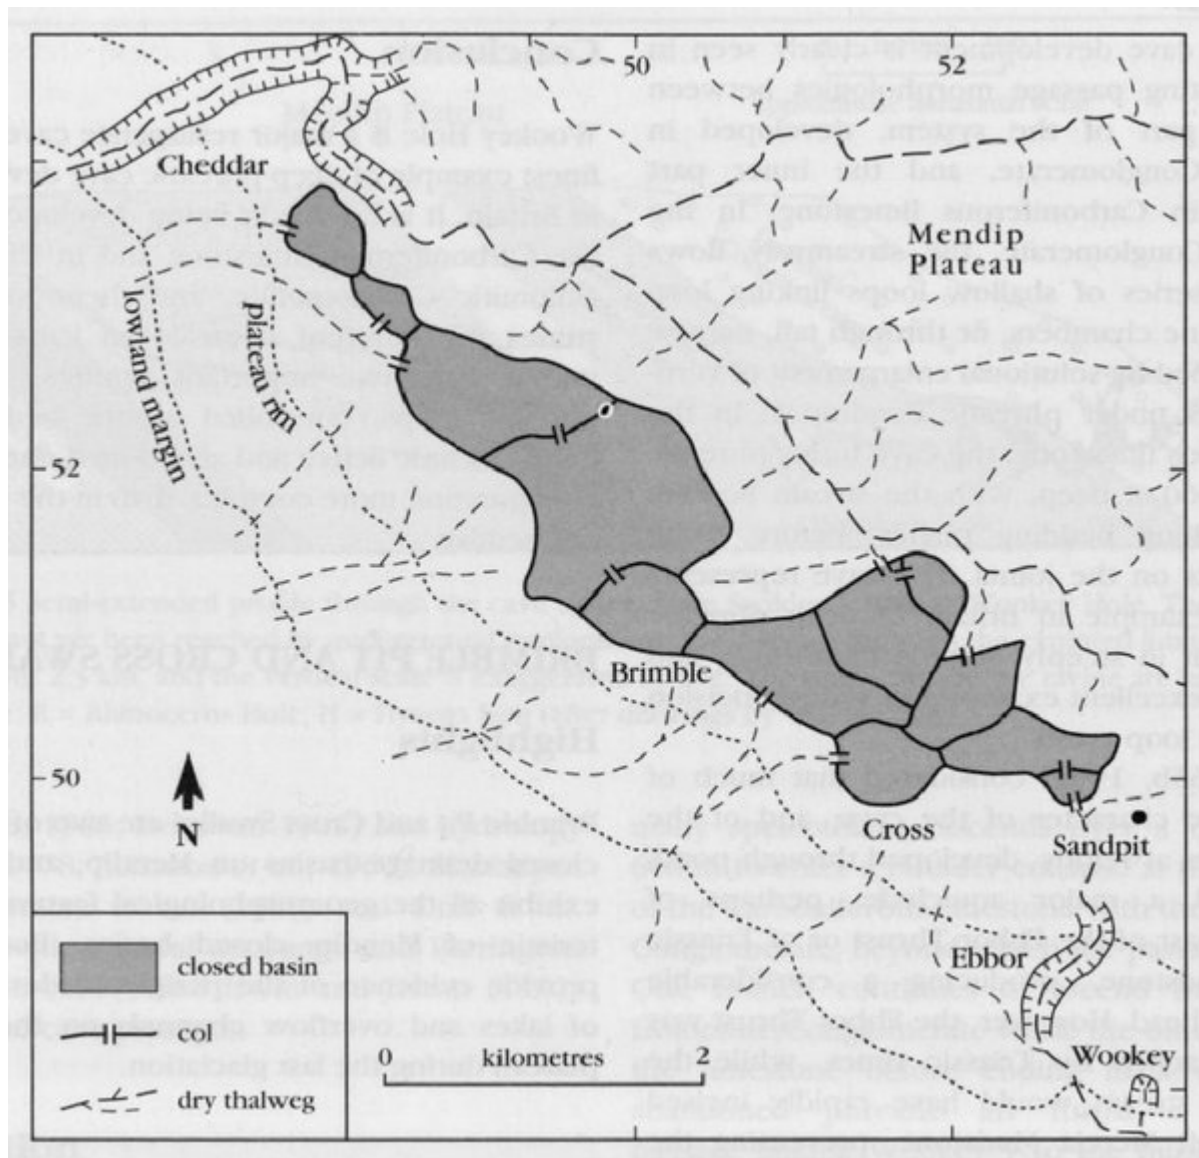 50
52
Cheddar
Mendip
Plateau
lowland margin
plateau rim
52
Brimble
50
N
Cross
Sandpit
Ebbor
closed basin
col
0 kilometres 2
Wookey
dry thalweg